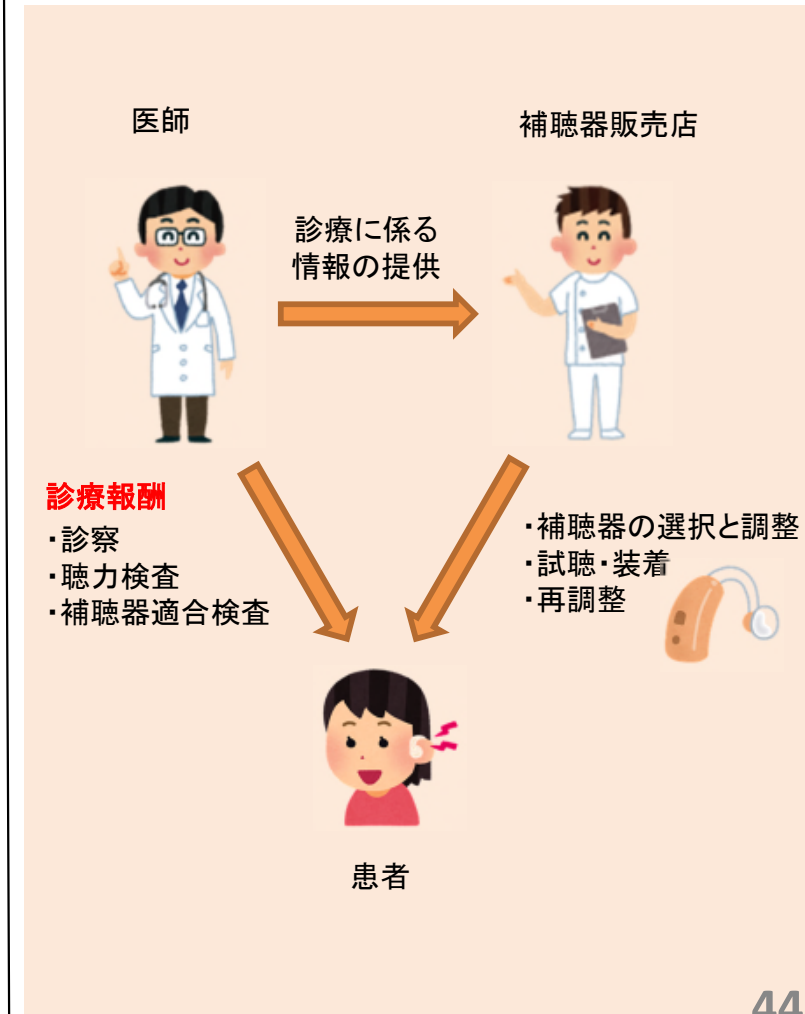 医師
補聴器販売店
診療に係る
情報の提供
診療報酬
・診察
・聴力検査
・補聴器適合検査
・補聴器の選択と調整
・試聴・装着
・再調整
患者
44